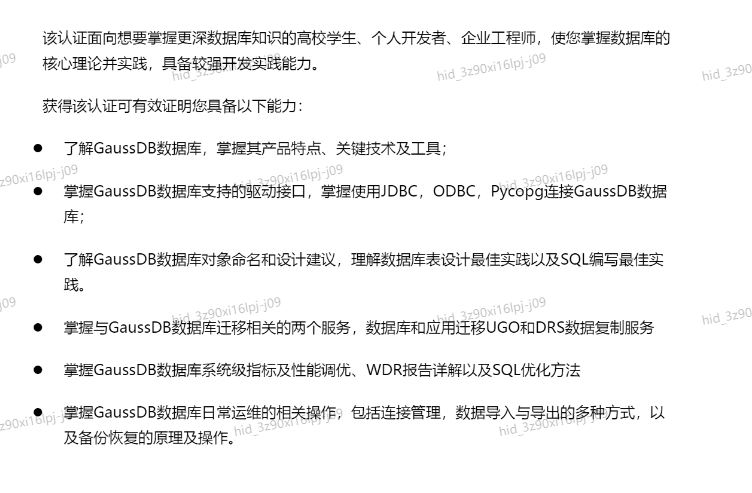 该认证面向想要掌握更深数据库知识的高校学生、个人开发者、企业工程师，使您掌握数据库的
核心理论并实践，具备较强开发实践能力。
获得该认证可有效证明您具备以下能力：
● 了解GaussDB数据库，掌握其产品特点、关键技术及工具；
● 掌握GaussDB数据库支持的驱动接口，掌握使用JDBC，ODBC，Pycopg连接GaussDB数据
库；
● 了解GaussDB数据库对象命名和设计建议，理解数据库表设计最佳实践以及SQL编写最佳实
践。
● 掌握与GaussDB数据库迁移相关的两个服务，数据库和应用迁移UGO和DRS数据复制服务
● 掌握GaussDB数据库系统级指标及性能调优、WDR报告详解以及SQL优化方法
● 掌握GaussDB数据库日常运维的相关操作，包括连接管理，数据导入与导出的多种方式，以
及备份恢复的原理及操作。
hid_3z90xi16lpj-j09